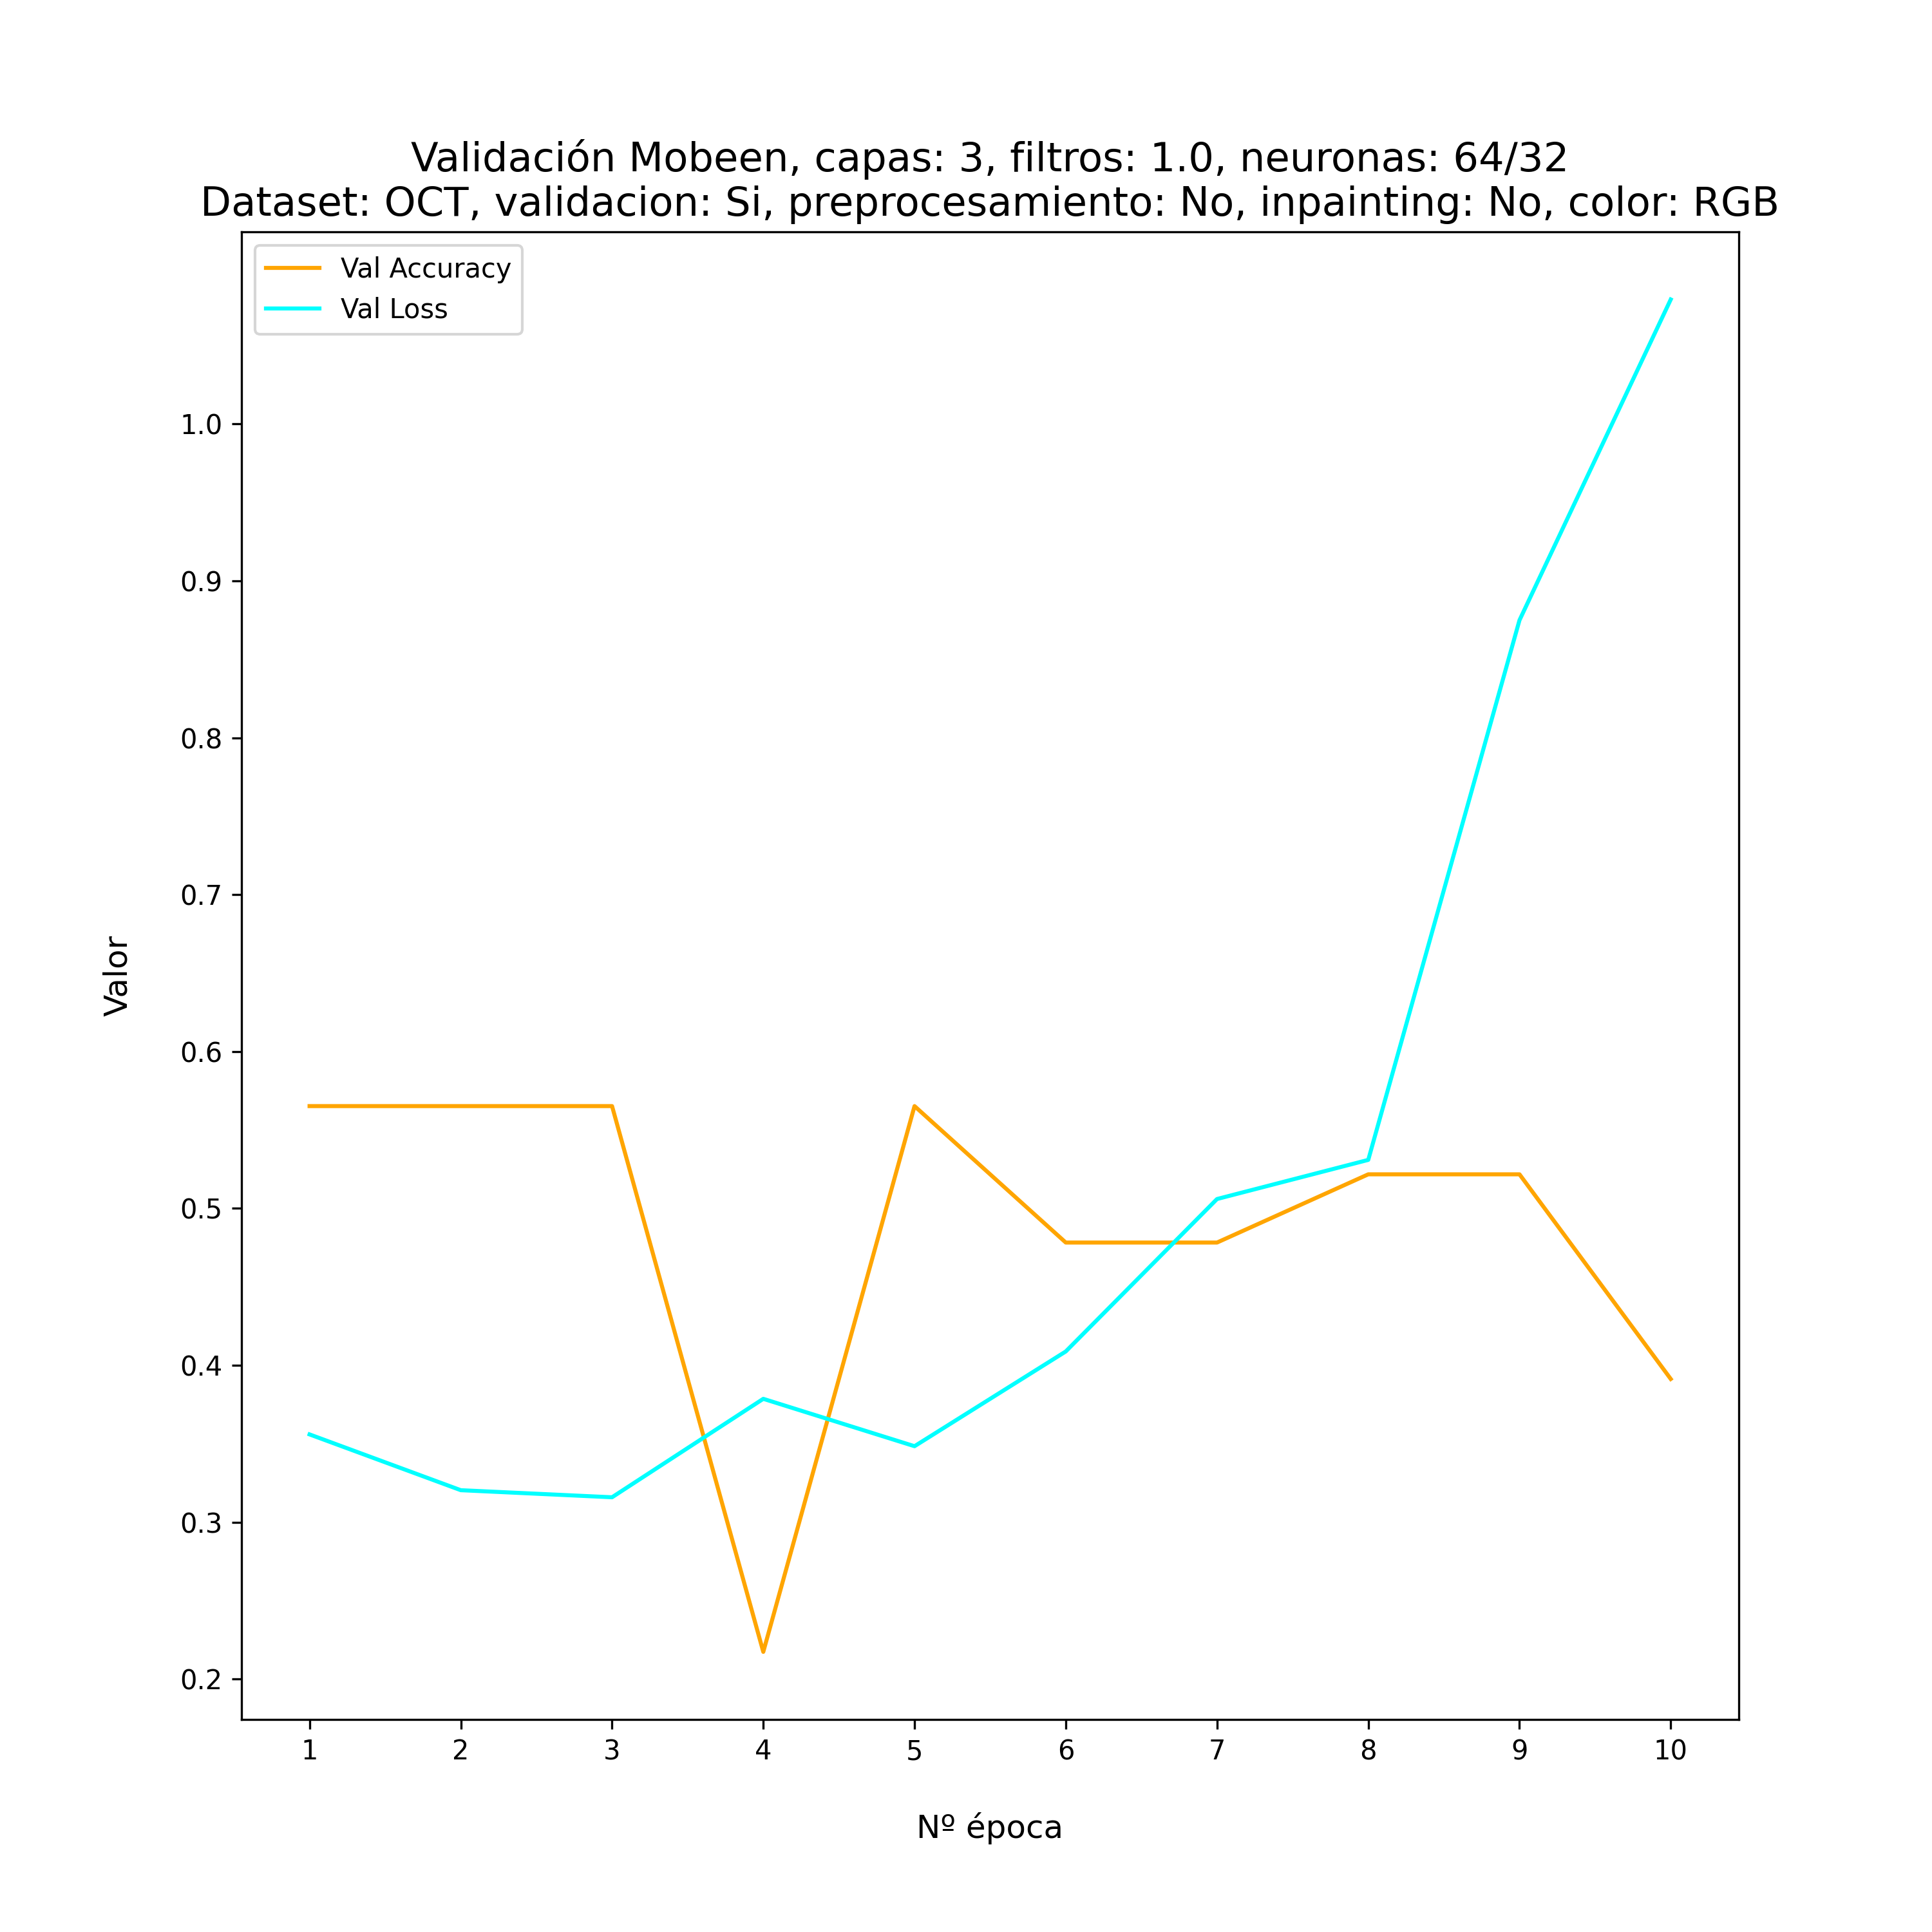 Validación Mobeen, capas: 3, filtros: 1.0, neuronas: 64/32
Dataset: OCT, validacion: Si, preprocesamiento: No, inpainting: No, color: RGB
Val Accuracy
Val Loss
1.0
0.9
0.8
0.7
0.6
0.5
0.4
0.3
0.2
Valor
1 2 3 4 5 6 7 8 9 10
Nº época